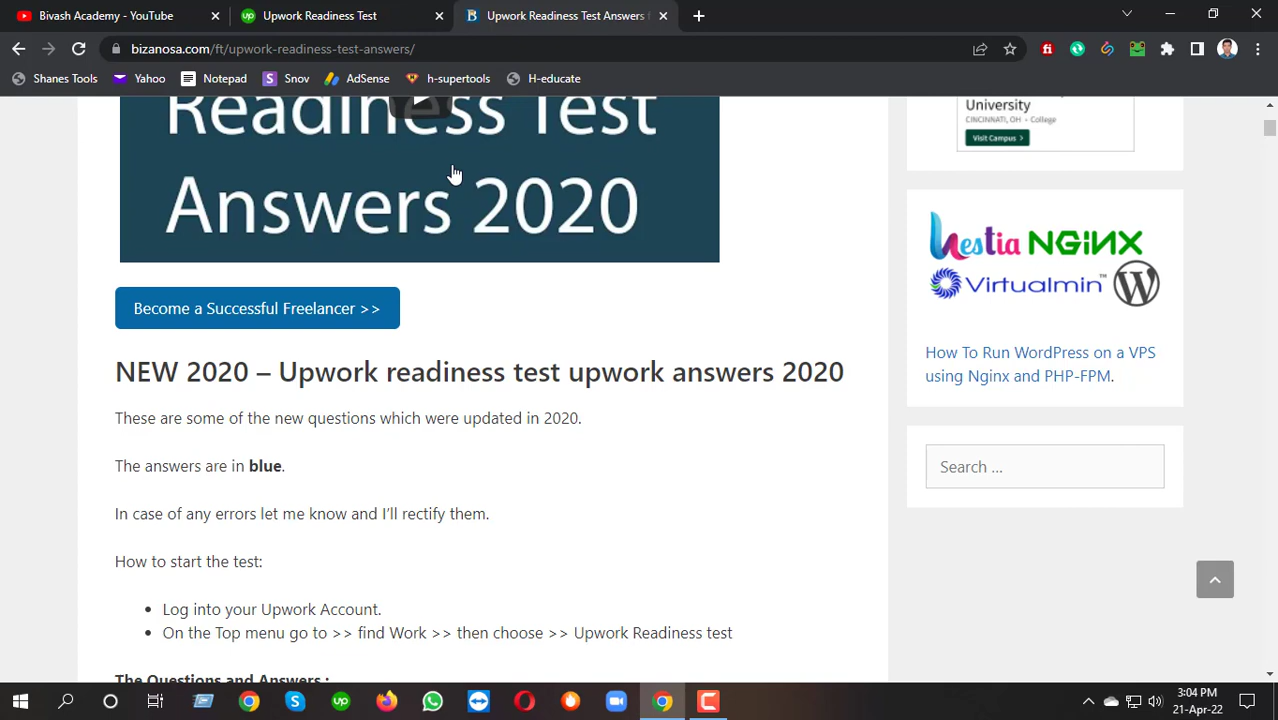 Bivash Academy - YouTube
Upwork Readiness Test
Upwork Readiness Test Answers f
bizanosa.com/ft/upwork-readiness-test-answers/
Shanes Tools
Yahoo
Notepad
Snov
AdSense
h-supertools
H-educate
Readiness Test
Answers 2020
University
CINCINNATI, OH - College
Visit Campus >
Hestia NGINX
Virtualmin™
How To Run WordPress on a VPS
using Nginx and PHP-FPM.
Become a Successful Freelancer >>
NEW 2020 – Upwork readiness test upwork answers 2020
These are some of the new questions which were updated in 2020.
The answers are in blue.
Search ...
In case of any errors let me know and I'll rectify them.
How to start the test:
• Log into your Upwork Account.
• On the Top menu go to >> find Work >> then choose >> Upwork Readiness test
The Questions and Answers :
3:04 PM
21-Apr-22